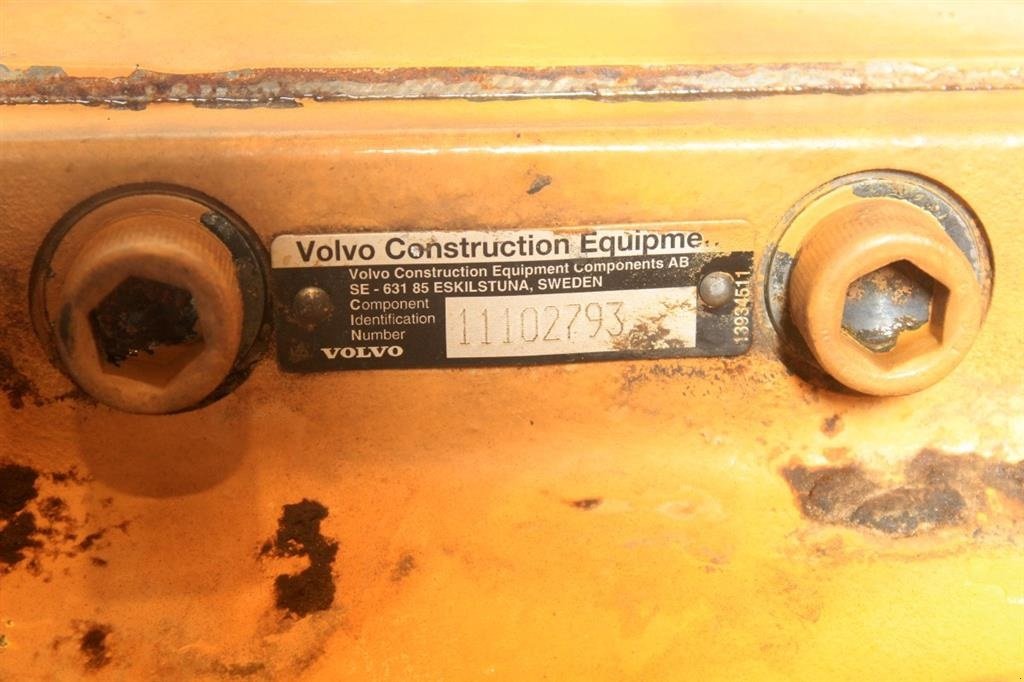 Volvo Construction Equipme
Volvo Construction Equipment Components AB
SE - 631 85 ESKILSTUNA, SWEDEN
Component
Identification
Number
11102793
VOLVO
13934511